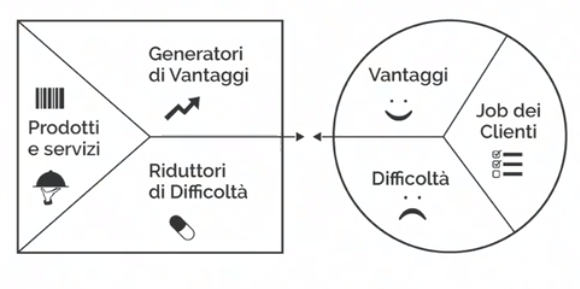 Generatori
di Vantaggi
Prodotti
e servizi
Riduttori
di Difficoltà
Vantaggi
Job dei
Clienti
Difficoltà